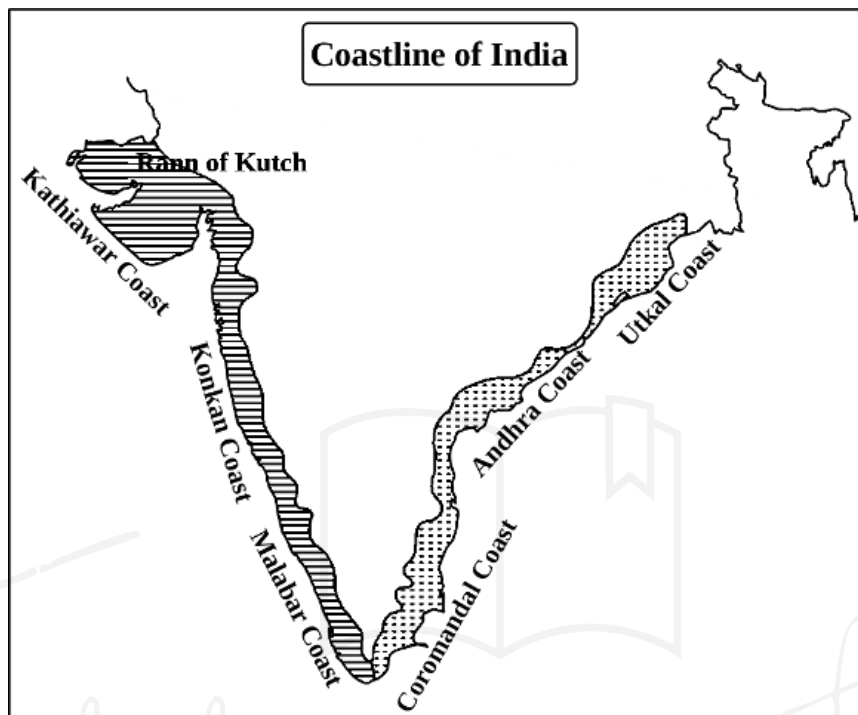 Coastline of India
Rann of Kutch
Kathiawar Coast
Konkan Coast
Malabar Coast
Coromandal Coast
Andhra Coast
Utkal Coast